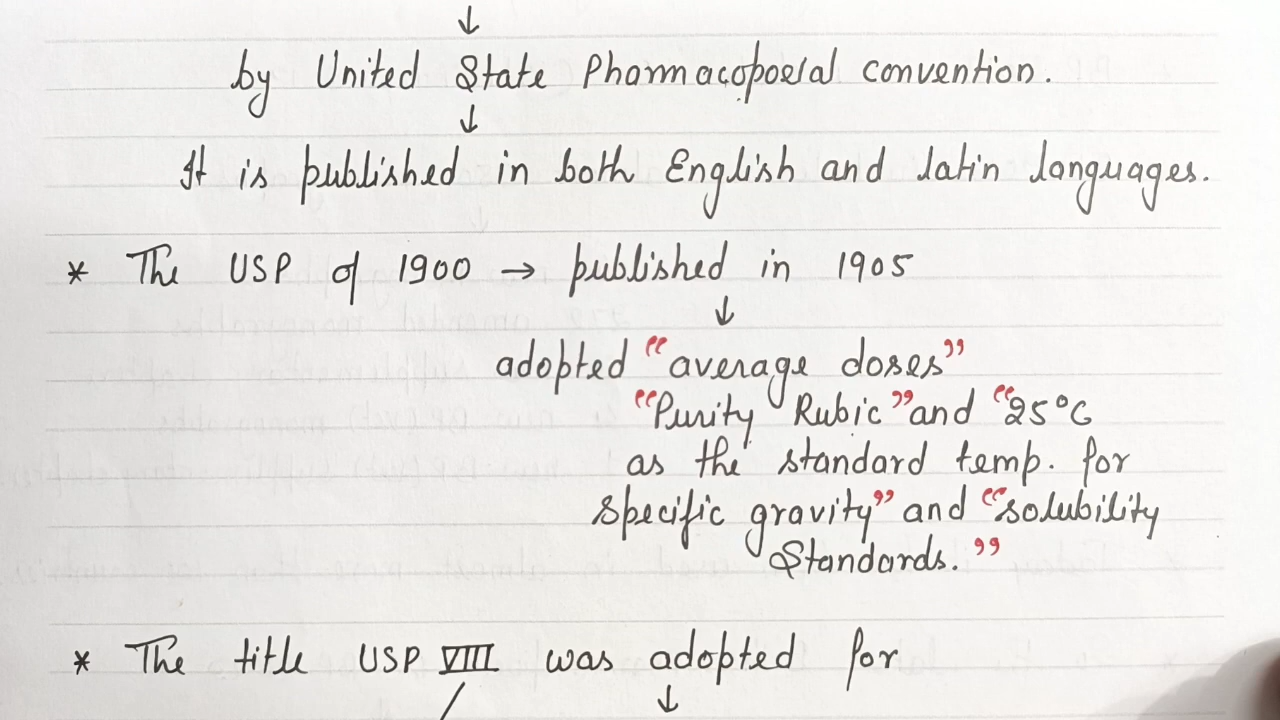 ↓
by United State Pharmacopoeial convention.
↓
It is published in both English and latin languages.
* The USP of 1900 → published in 1905
↓
adopted “average doses”
“Purity Rubic” and “25°C
as the standard temp. for
specific gravity” and “solubility
Standards.”
* The title USP VIII was adopted for
↓